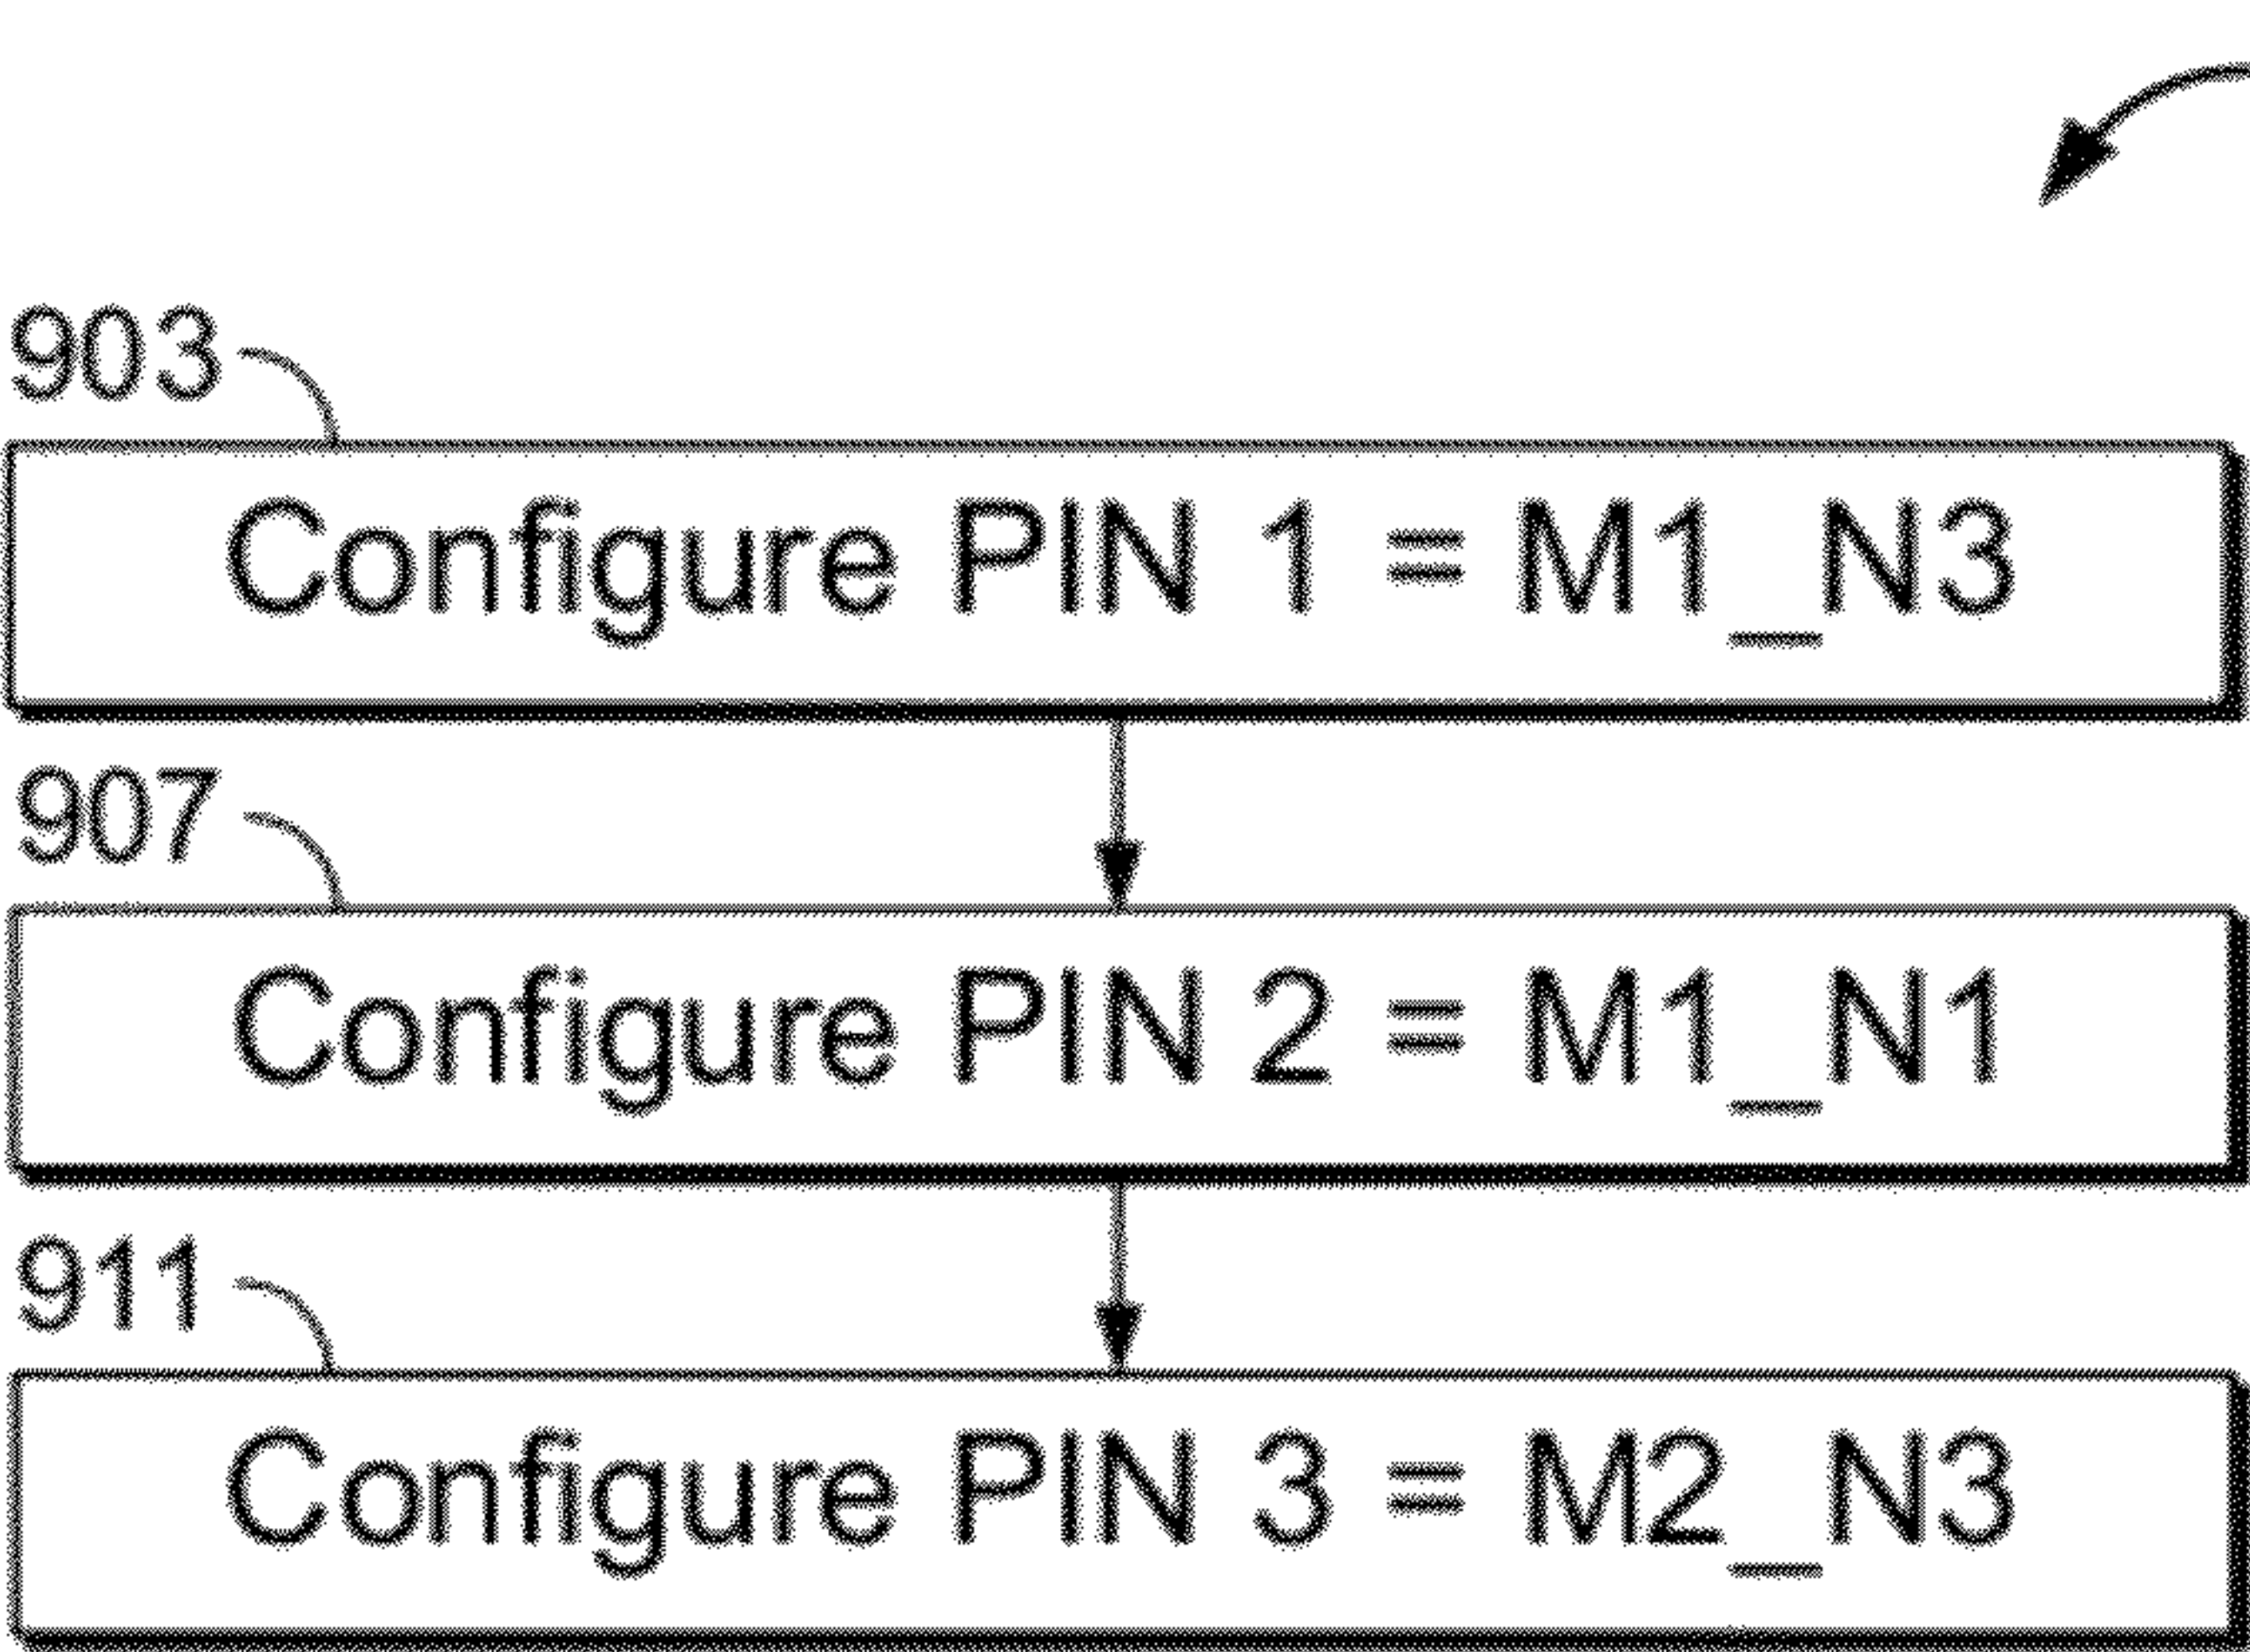 903
Configure PIN 1 = M1_N3
907
Configure PIN 2 = M1_N1
911
Configure PIN 3 = M2_N3